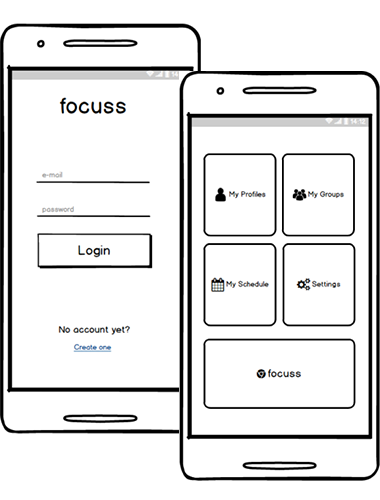 focuss
e-mail
password
Login
No account yet?
Create one
My Profiles
My Groups
My Schedule
Settings
focuss